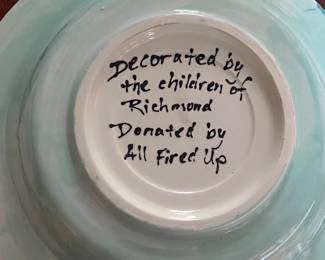 Decorated by
the children of
Richmond
Donated by
All Fired Up